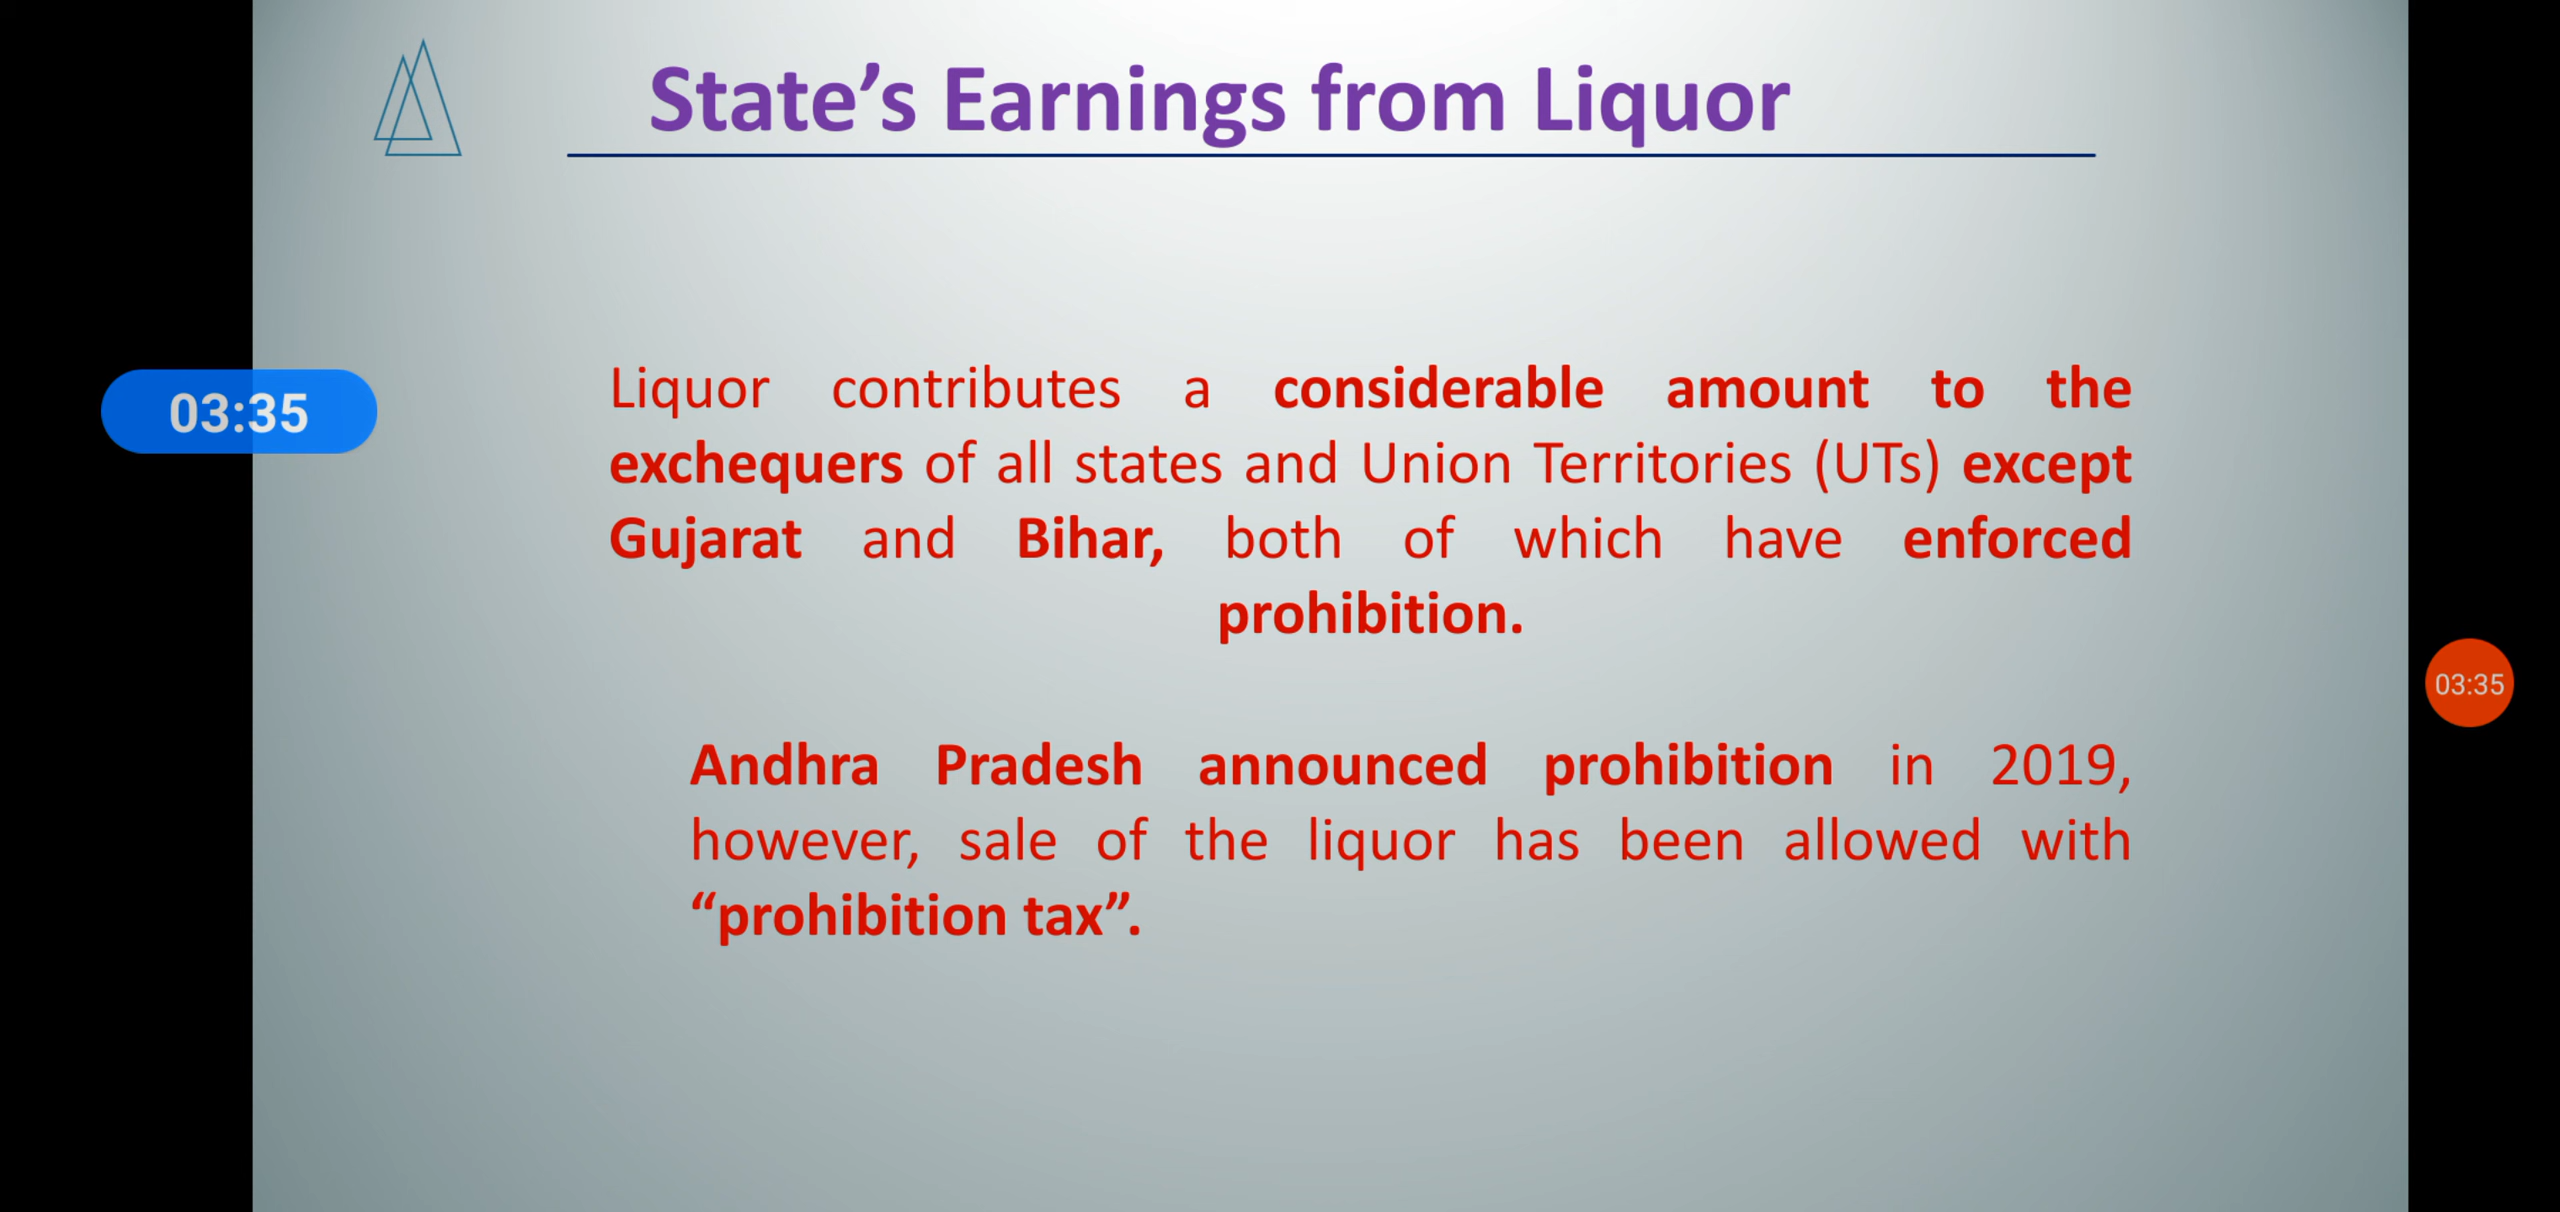 State’s Earnings from Liquor
Liquor contributes a considerable amount to the
03:35
exchequers of all states and Union Territories (UTs) except
Gujarat and Bihar, both of which have enforced
prohibition.
03:35
Andhra Pradesh announced prohibition in 2019,
however, sale of the liquor has been allowed with
“prohibition tax”.